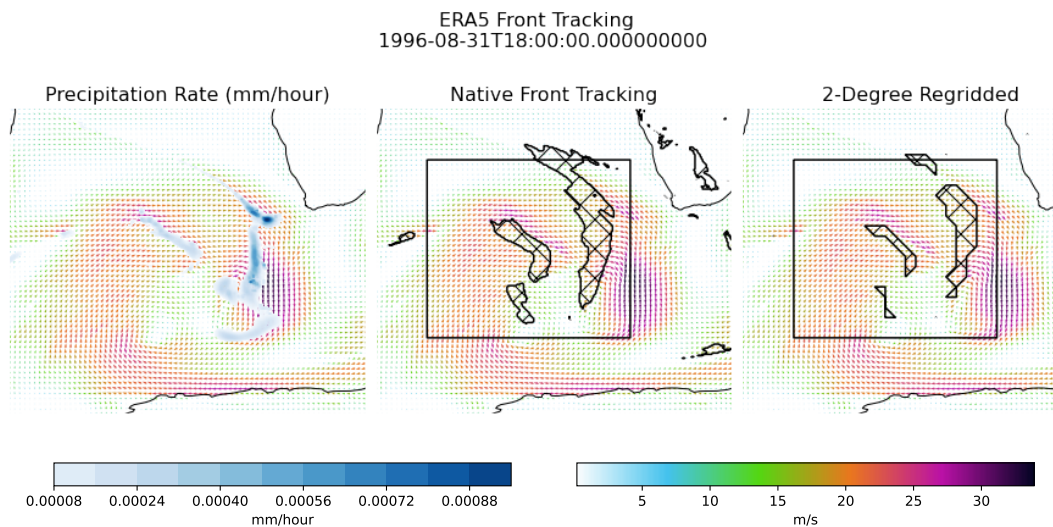 ERA5 Front Tracking
1996-08-31T18:00:00.000000000
Precipitation Rate (mm/hour)
Native Front Tracking
2-Degree Regridded
0.00008 0.00024 0.00040 0.00056 0.00072 0.00088
mm/hour
5 10 15 20 25 30
m/s